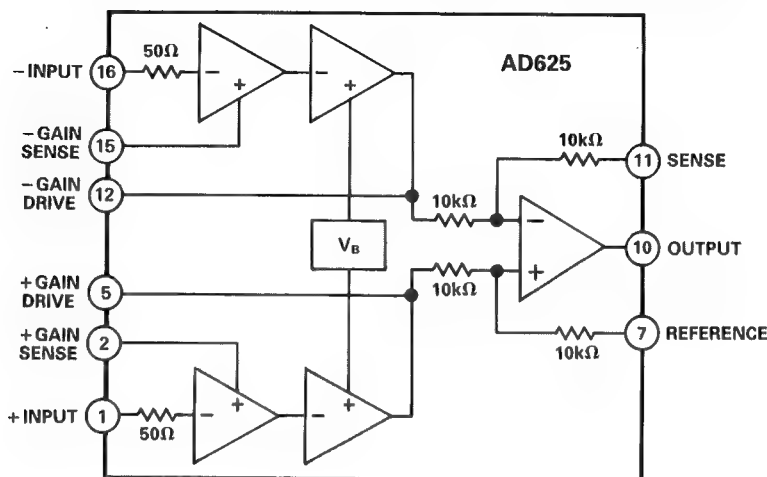 50Ω
AD625
−INPUT
16
−
+
−
+
−GAIN
SENSE
15
10kΩ
11
SENSE
−GAIN
DRIVE
12
10kΩ
−
VB
10
OUTPUT
+GAIN
DRIVE
5
+
10kΩ
+GAIN
SENSE
2
7
REFERENCE
10kΩ
+INPUT
1
−
+
−
+
50Ω